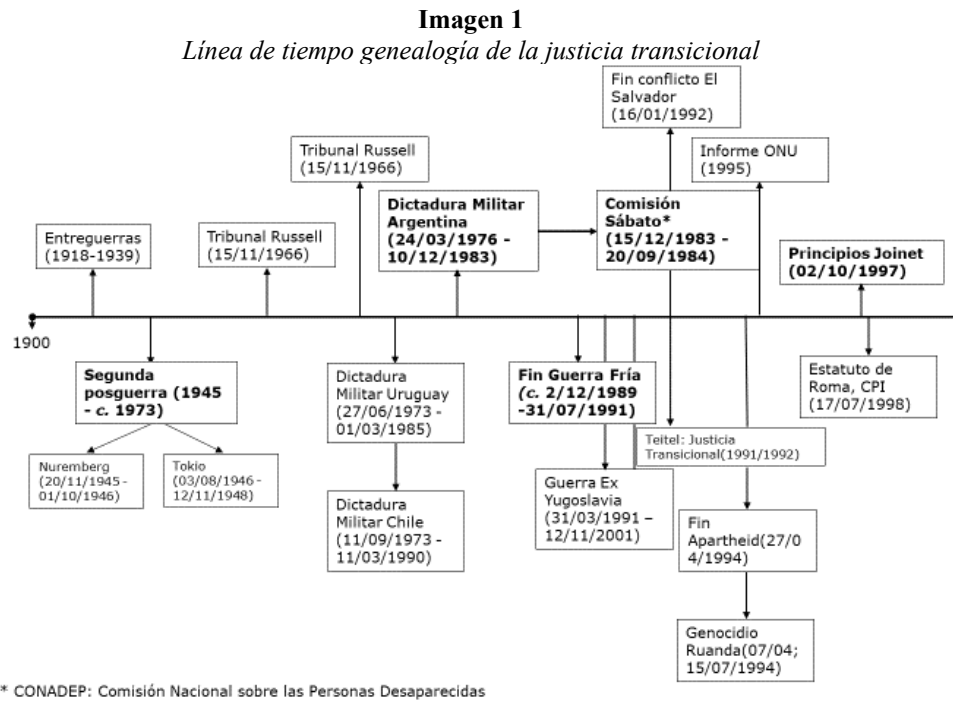 Imagen 1
Línea de tiempo genealogía de la justicia transicional
Fin conflicto El
Salvador
(16/01/1992)
Tribunal Russell
(15/11/1966)
Informe ONU
(1995)
Dictadura Militar
Argentina
(24/03/1976 -
10/12/1983)
Comisión
Sábato*
(15/12/1983 -
20/09/1984)
Entreguerras
(1918-1939)
Tribunal Russell
(15/11/1966)
Principios Joinet
(02/10/1997)
1900
Segunda
posguerra (1945
- c. 1973)
Dictadura
Militar Uruguay
(27/06/1973 -
01/03/1985)
Fin Guerra Fría
(c. 2/12/1989
-31/07/1991)
Estatuto de
Roma, CPI
(17/07/1998)
Teitel: Justicia
Transicional(1991/1992)
Nuremberg
(20/11/1945 -
01/10/1946)
Tokio
(03/08/1946 -
12/11/1948)
Guerra Ex
Yugoslavia
(31/03/1991 –
12/11/2001)
Dictadura
Militar Chile
(11/09/1973 -
11/03/1990)
Fin
Apartheid(27/0
4/1994)
Genocidio
Ruanda(07/04;
15/07/1994)
* CONADEP: Comisión Nacional sobre las Personas Desaparecidas